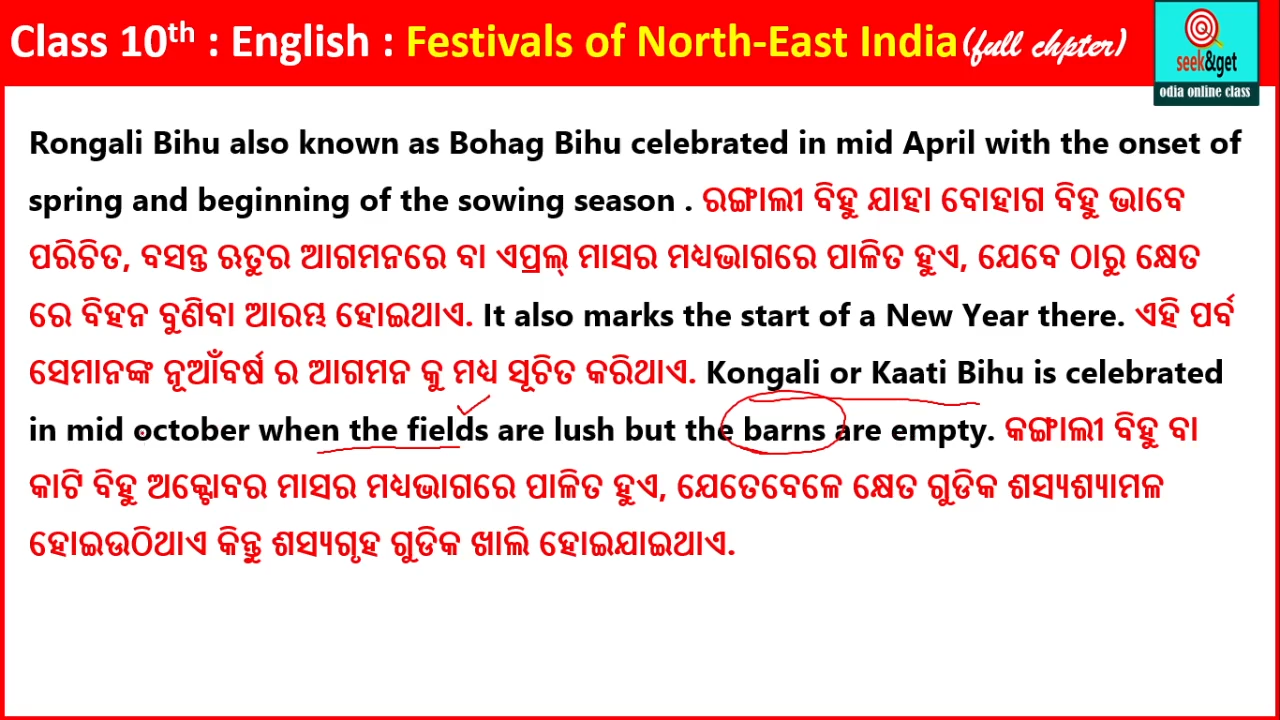 Class 10th : English : Festivals of North-East India (full chpter)
seek&get
odia online class
Rongali Bihu also known as Bohag Bihu celebrated in mid April with the onset of
spring and beginning of the sowing season . ରଙ୍ଗାଲୀ ବିହୁ ଯାହା ବୋହାଗ ବିହୁ ଭାବେ
ପରିଚିତ, ବସନ୍ତ ଋତୁର ଆଗମନରେ ବା ଏପ୍ରଲ୍ ମାସର ମଧ୍ୟଭାଗରେ ପାଳିତ ହୁଏ, ଯେବେ ଠାରୁ କ୍ଷେତ
ରେ ବିହନ ବୁଣିବା ଆରମ୍ଭ ହୋଇଥାଏ. It also marks the start of a New Year there. ଏହି ପର୍ବ
ସେମାନଙ୍କ ନୂଆଁବର୍ଷ ର ଆଗମନ କୁ ମଧ୍ୟ ସୂଚିତ କରିଥାଏ. Kongali or Kaati Bihu is celebrated
in mid october when the fields are lush but the barns are empty. କଙ୍ଗାଲୀ ବିହୁ ବା
କାଟି ବିହୁ ଅକ୍ଟୋବର ମାସର ମଧ୍ୟଭାଗରେ ପାଳିତ ହୁଏ, ଯେତେବେଳେ କ୍ଷେତ ଗୁଡିକ ଶସ୍ୟଶ୍ୟାମଳ
ହୋଇଉଠିଥାଏ କିନ୍ତୁ ଶସ୍ୟଗୃହ ଗୁଡିକ ଖାଲି ହୋଇଯାଇଥାଏ.